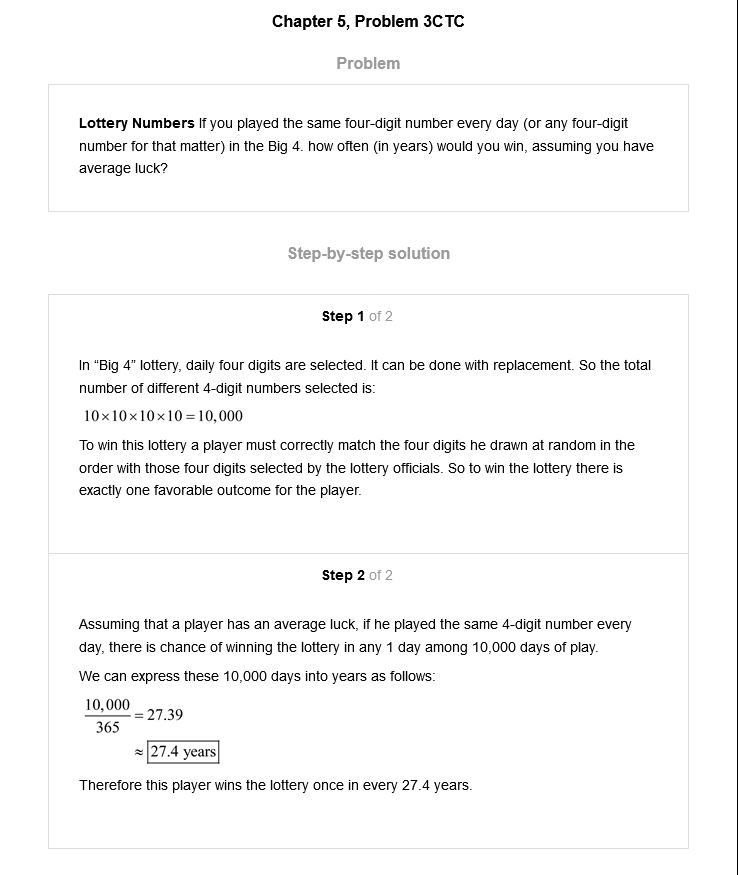 Chapter 5, Problem 3CTC
Problem
Lottery Numbers If you played the same four-digit number every day (or any four-digit
number for that matter) in the Big 4. how often (in years) would you win, assuming you have
average luck?
Step-by-step solution
Step 1 of 2
In “Big 4” lottery, daily four digits are selected. It can be done with replacement. So the total
number of different 4-digit numbers selected is:
10×10×10×10=10,000
To win this lottery a player must correctly match the four digits he drawn at random in the
order with those four digits selected by the lottery officials. So to win the lottery there is
exactly one favorable outcome for the player.
Step 2 of 2
Assuming that a player has an average luck, if he played the same 4-digit number every
day, there is chance of winning the lottery in any 1 day among 10,000 days of play.
We can express these 10,000 days into years as follows:
10,000
365
= 27.39
≈ 27.4 years
Therefore this player wins the lottery once in every 27.4 years.